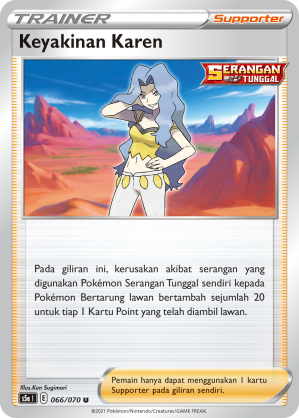 TRAINER
Supporter
Keyakinan Karen
SERANGAN
TUNGGAL
Pada giliran ini, kerusakan akibat serangan yang
digunakan Pokémon Serangan Tunggal sendiri kepada
Pokémon Bertarung lawan bertambah sejumlah 20
untuk tiap 1 Kartu Point yang telah diambil lawan.
Illus.Ken Sugimori
s5a I E 066/070 U
Pemain hanya dapat menggunakan 1 kartu
Supporter pada giliran sendiri.
©2021 Pokémon/Nintendo/Creatures/GAME FREAK.